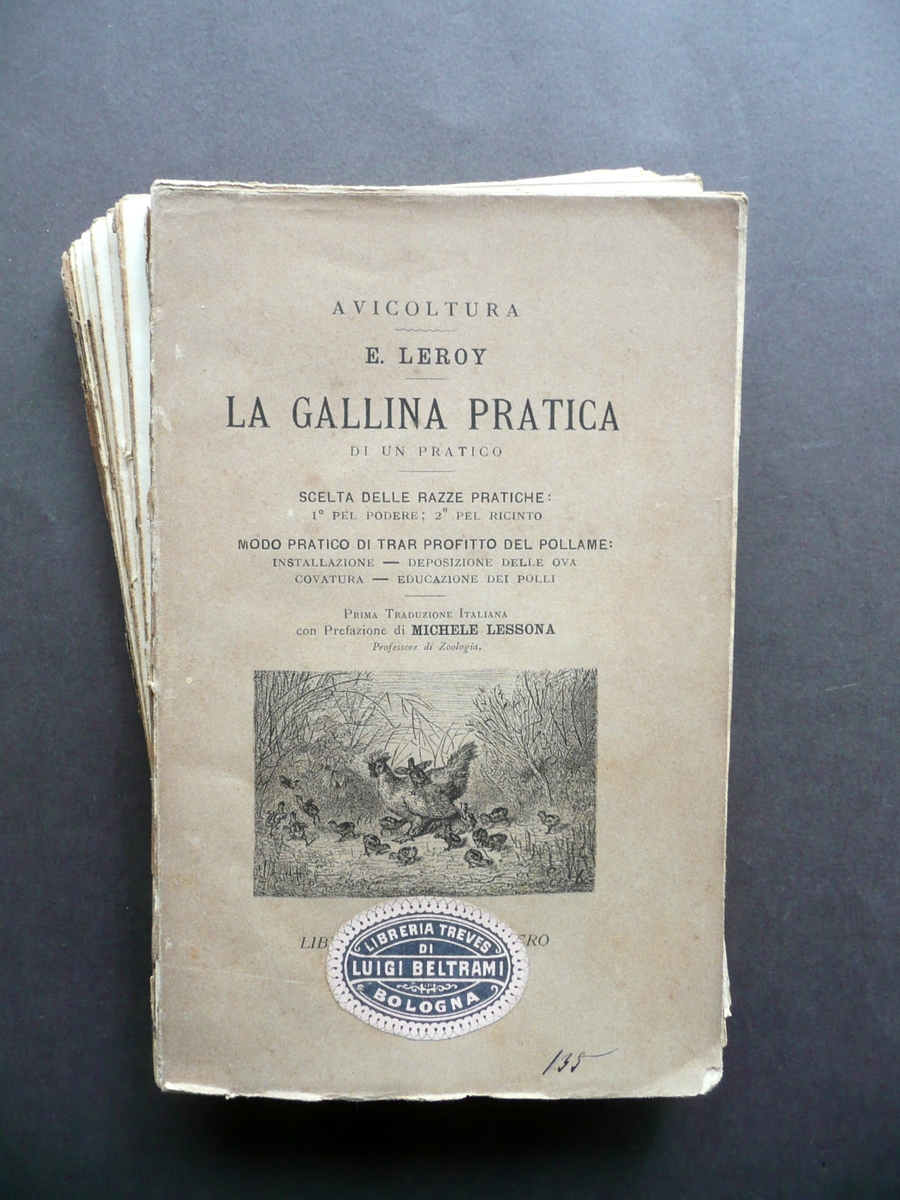 AVICOLTURA
E. LEROY
LA GALLINA PRATICA
DI UN PRATICO
SCELTA DELLE RAZZE PRATICHE:
1º PEL PODERE; 2º PEL RICINTO
MODO PRATICO DI TRAR PROFITTO DEL POLLAME:
INSTALLAZIONE — DEPOSIZIONE DELLE OVA
COVATURA — EDUCAZIONE DEI POLLI
PRIMA TRADUZIONE ITALIANA
con Prefazione di MICHELE LESSONA
Professore di Zoologia.
LIBRERIA TREVES
DI
LUIGI BELTRAMI
BOLOGNA
135